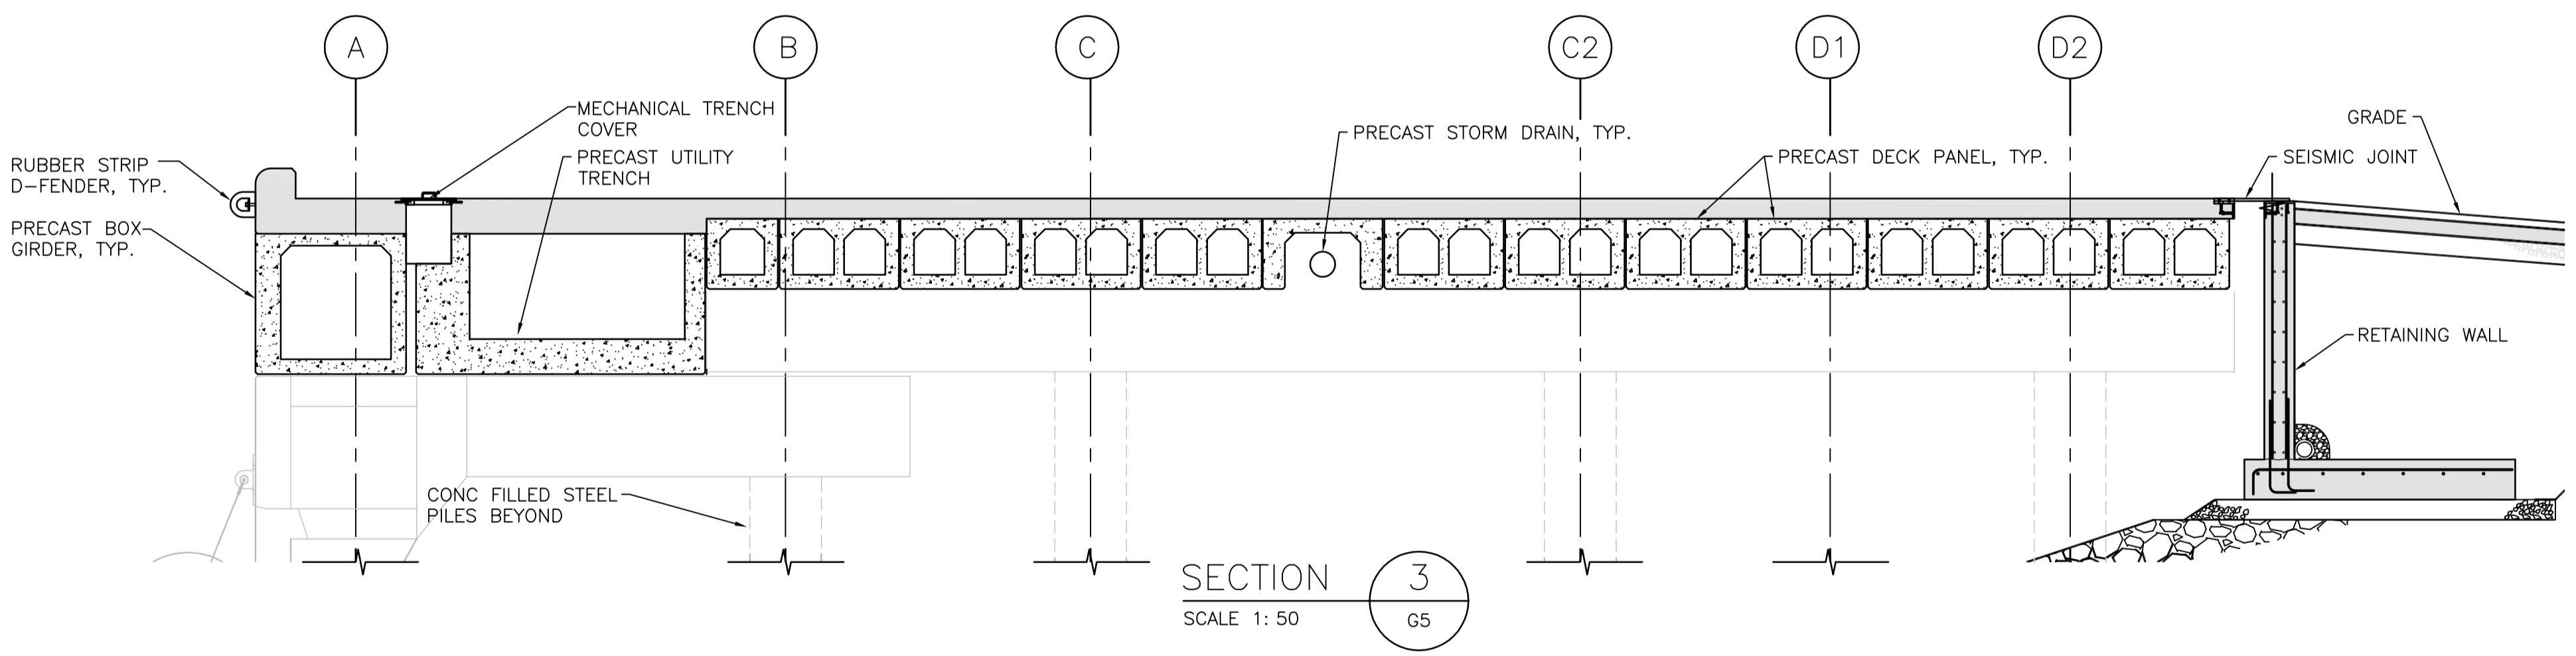 A
B
C
C2
D1
D2
MECHANICAL TRENCH
COVER
PRECAST UTILITY
TRENCH
RUBBER STRIP
D-FENDER, TYP.
PRECAST BOX
GIRDER, TYP.
PRECAST STORM DRAIN, TYP.
PRECAST DECK PANEL, TYP.
GRADE
SEISMIC JOINT
RETAINING WALL
CONC FILLED STEEL
PILES BEYOND
SECTION
SCALE 1:50
3
G5